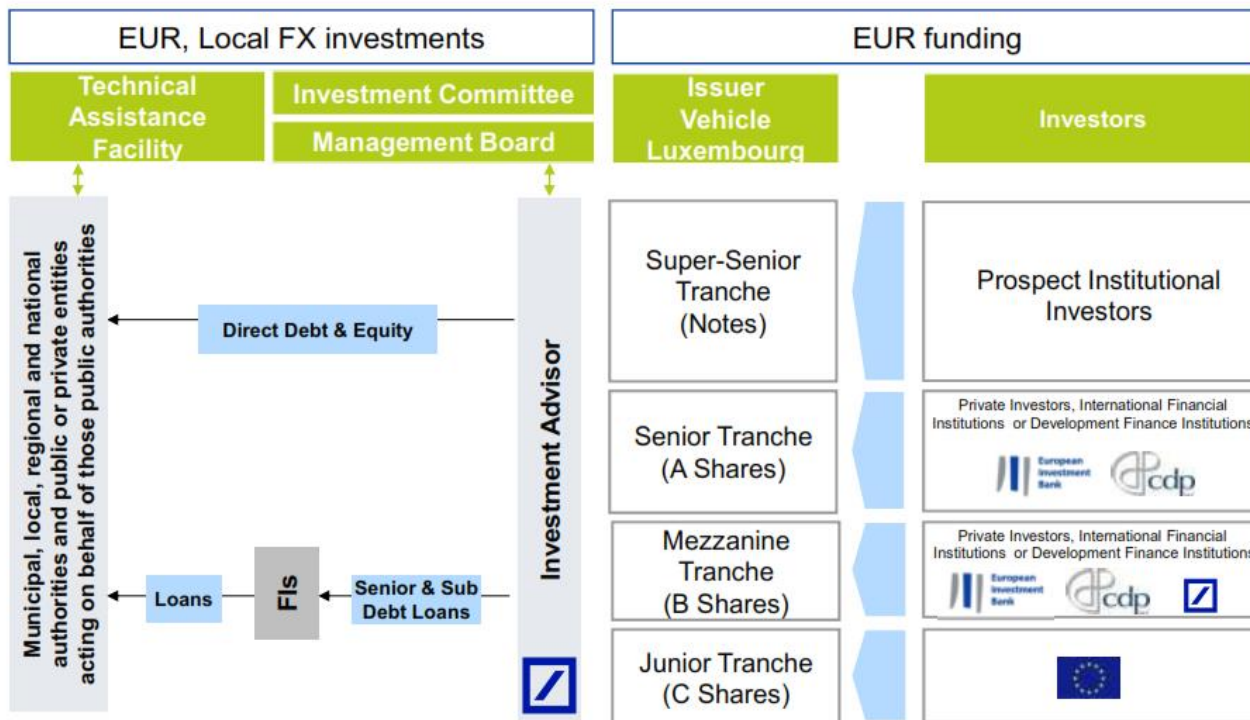 EUR, Local FX investments
EUR funding
Technical
Assistance
Facility
Investment Committee
Management Board
Issuer
Vehicle
Luxembourg
Investors
Municipal, local, regional and national
authorities and public or private entities
acting on behalf of those public authorities
Direct Debt & Equity
Loans
FIs
Senior & Sub
Debt Loans
Investment Advisor
Super-Senior
Tranche
(Notes)
Prospect Institutional
Investors
Senior Tranche
(A Shares)
Private Investors, International Financial
Institutions or Development Finance Institutions
European
Investment
Bank
cdp
Mezzanine
Tranche
(B Shares)
Private Investors, International Financial
Institutions or Development Finance Institutions
European
Investment
Bank
cdp
Junior Tranche
(C Shares)